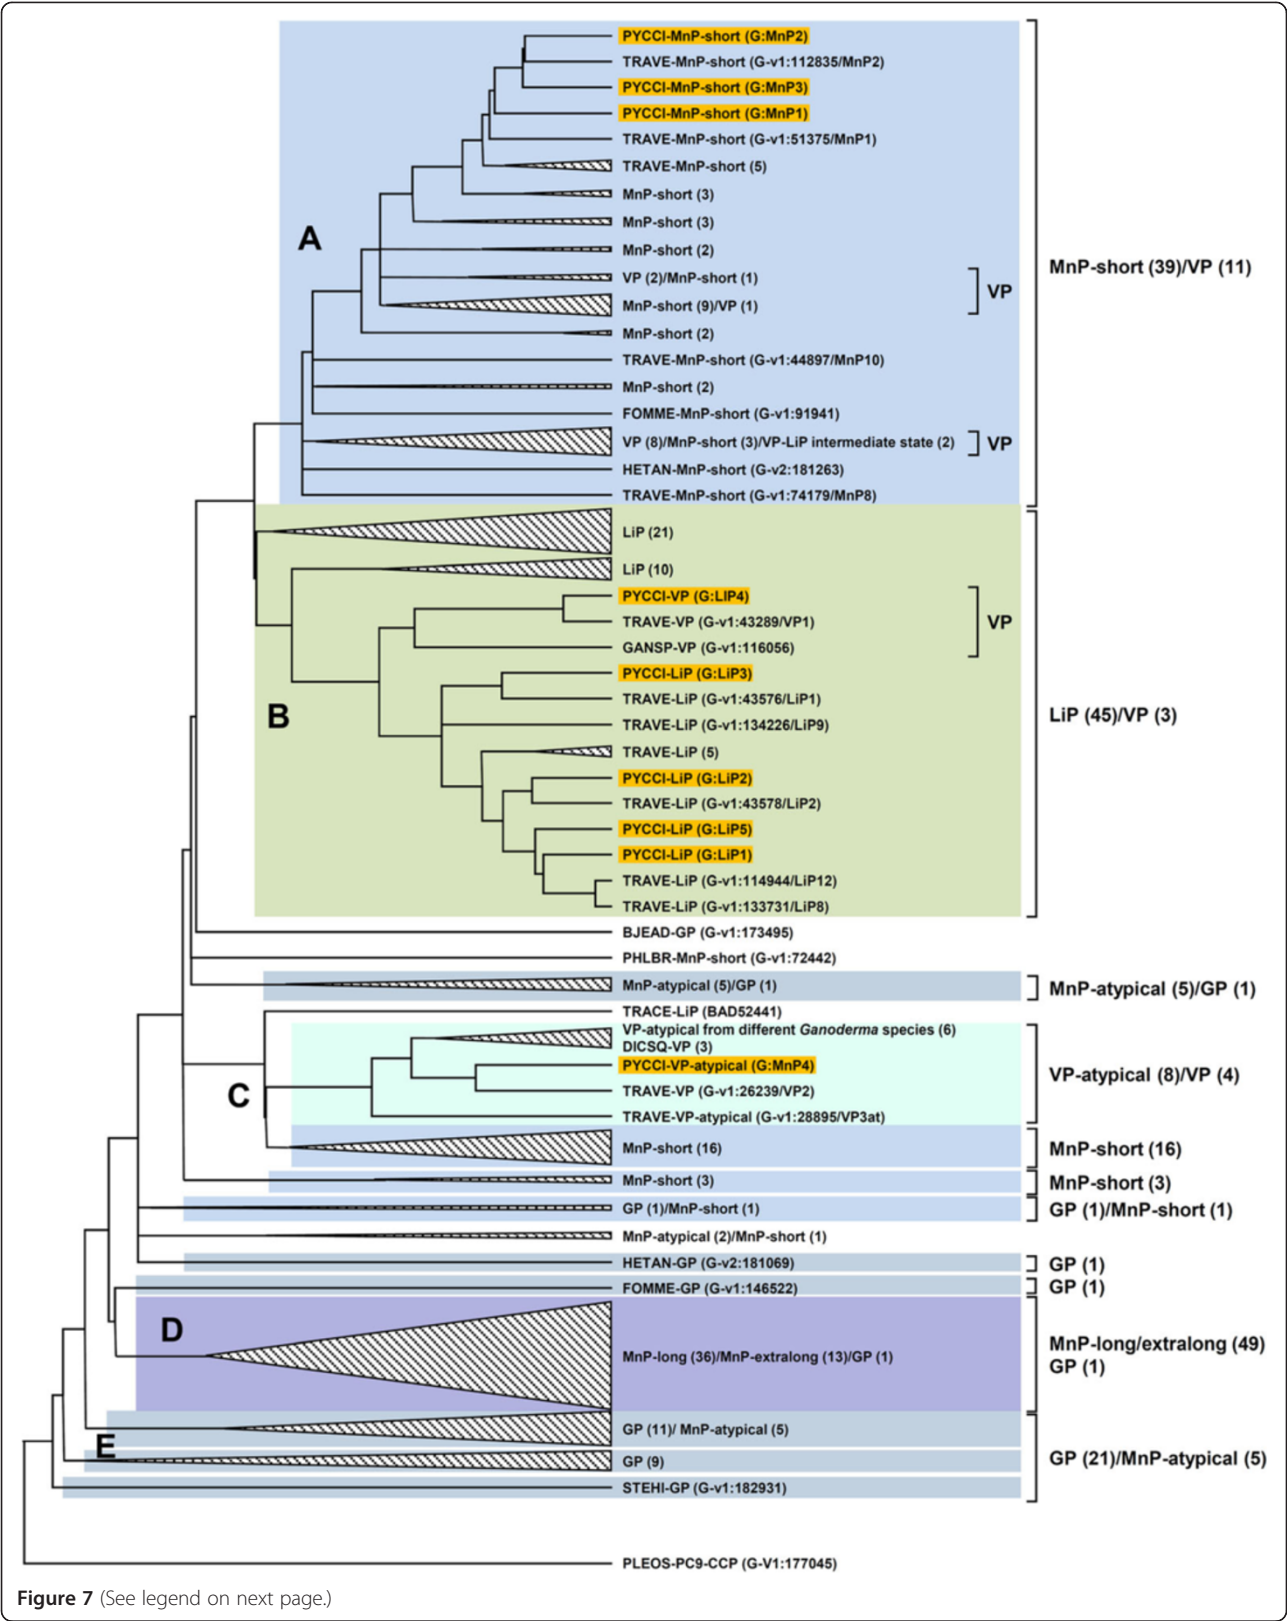 PYCCI-MnP-short (G:MnP2)
TRAVE-MnP-short (G-v1:112835/MnP2)
PYCCI-MnP-short (G:MnP3)
PYCCI-MnP-short (G:MnP1)
TRAVE-MnP-short (G-v1:51375/MnP1)
TRAVE-MnP-short (5)
MnP-short (3)
MnP-short (3)
A
MnP-short (2)
MnP-short (39)/VP (11)
VP (2)/MnP-short (1)
VP
MnP-short (9)/VP (1)
MnP-short (2)
TRAVE-MnP-short (G-v1:44897/MnP10)
MnP-short (2)
FOMME-MnP-short (G-v1:91941)
VP (8)/MnP-short (3)/VP-LiP intermediate state (2)
VP
HETAN-MnP-short (G-v2:181263)
TRAVE-MnP-short (G-v1:74179/MnP8)
LiP (21)
LiP (10)
PYCCI-VP (G:LIP4)
TRAVE-VP (G-v1:43289/VP1)
VP
GANSP-VP (G-v1:116056)
PYCCI-LiP (G:LiP3)
TRAVE-LiP (G-v1:43576/LiP1)
B
LiP (45)/VP (3)
TRAVE-LiP (G-v1:134226/LiP9)
TRAVE-LiP (5)
PYCCI-LiP (G:LiP2)
TRAVE-LiP (G-v1:43578/LiP2)
PYCCI-LiP (G:LiP5)
PYCCI-LiP (G:LiP1)
TRAVE-LiP (G-v1:114944/LiP12)
TRAVE-LiP (G-v1:133731/LiP8)
BJEAD-GP (G-v1:173495)
PHLBR-MnP-short (G-v1:72442)
MnP-atypical (5)/GP (1)
MnP-atypical (5)/GP (1)
TRACE-LiP (BAD52441)
VP-atypical from different Ganoderma species (6)
DICSQ-VP (3)
PYCCI-VP-atypical (G:MnP4)
VP-atypical (8)/VP (4)
C
TRAVE-VP (G-v1:26239/VP2)
TRAVE-VP-atypical (G-v1:28895/VP3at)
MnP-short (16)
MnP-short (16)
MnP-short (3)
MnP-short (3)
GP (1)/MnP-short (1)
GP (1)/MnP-short (1)
MnP-atypical (2)/MnP-short (1)
HETAN-GP (G-v2:181069)
GP (1)
FOMME-GP (G-v1:146522)
GP (1)
D
MnP-long (36)/MnP-extralong (13)/GP (1)
MnP-long/extralong (49)
GP (1)
GP (11)/ MnP-atypical (5)
E
GP (9)
GP (21)/MnP-atypical (5)
STEHI-GP (G-v1:182931)
PLEOS-PC9-CCP (G-V1:177045)
Figure 7 (See legend on next page.)